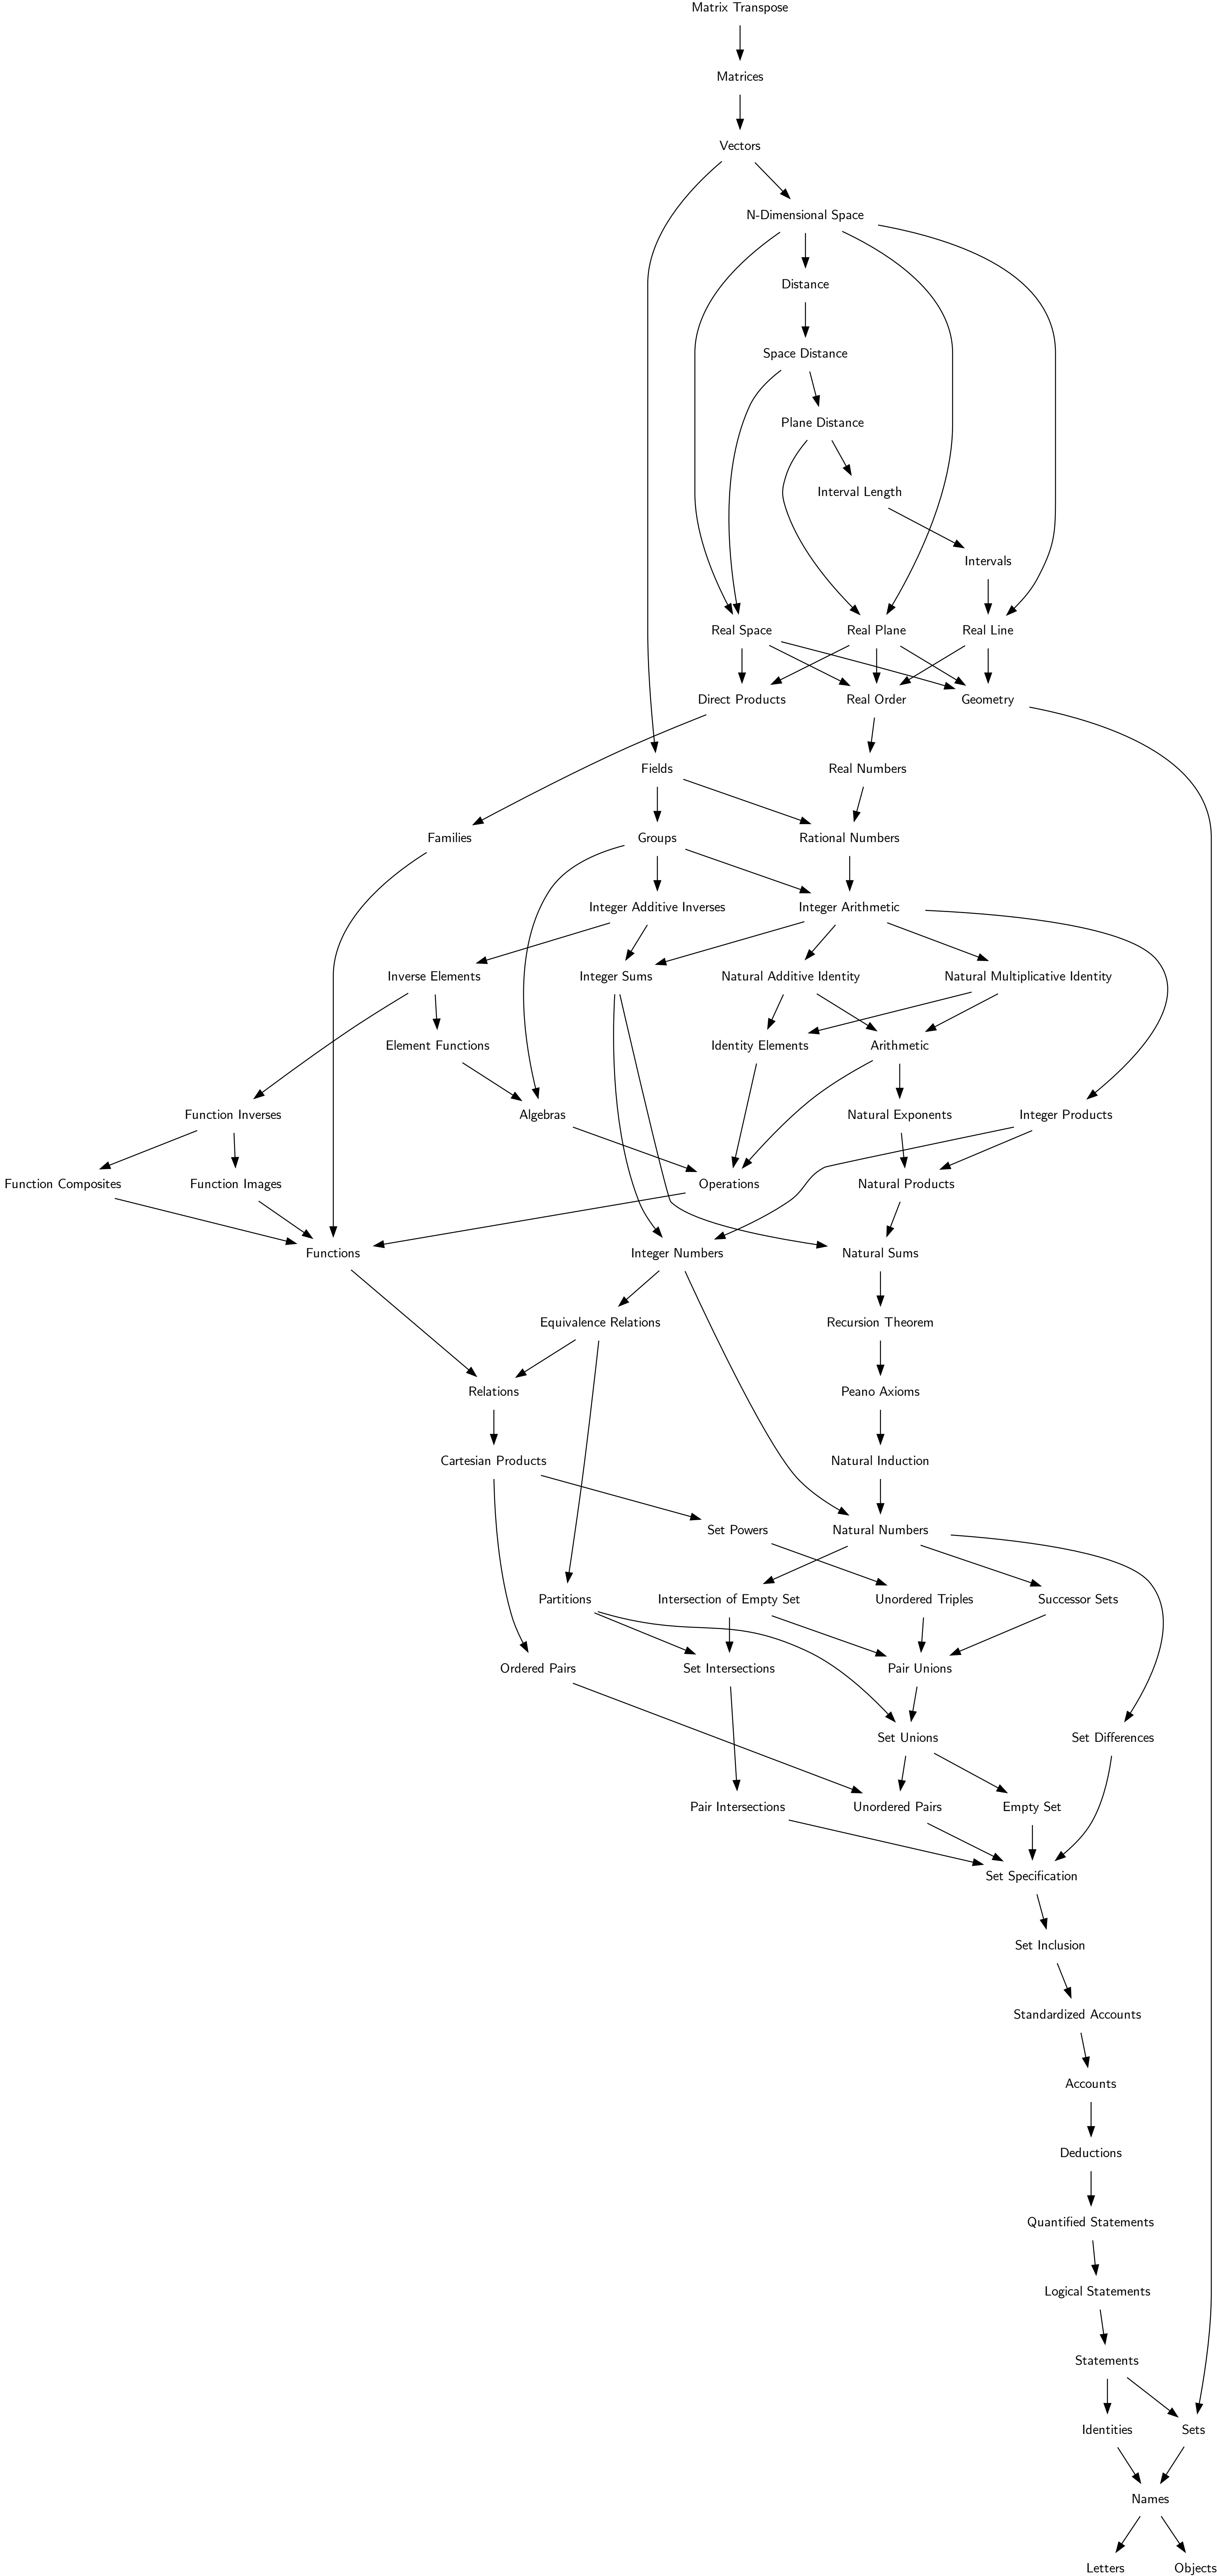 Matrix Transpose
Matrices
Vectors
N-Dimensional Space
Distance
Space Distance
Plane Distance
Interval Length
Intervals
Real Space
Real Plane
Real Line
Direct Products
Real Order
Geometry
Fields
Real Numbers
Families
Groups
Rational Numbers
Integer Additive Inverses
Integer Arithmetic
Inverse Elements
Integer Sums
Natural Additive Identity
Natural Multiplicative Identity
Element Functions
Identity Elements
Arithmetic
Function Inverses
Algebras
Natural Exponents
Integer Products
Function Composites
Function Images
Operations
Natural Products
Functions
Integer Numbers
Natural Sums
Equivalence Relations
Recursion Theorem
Relations
Peano Axioms
Cartesian Products
Natural Induction
Set Powers
Natural Numbers
Partitions
Intersection of Empty Set
Unordered Triples
Successor Sets
Ordered Pairs
Set Intersections
Pair Unions
Set Unions
Set Differences
Pair Intersections
Unordered Pairs
Empty Set
Set Specification
Set Inclusion
Standardized Accounts
Accounts
Deductions
Quantified Statements
Logical Statements
Statements
Identities
Sets
Names
Letters
Objects